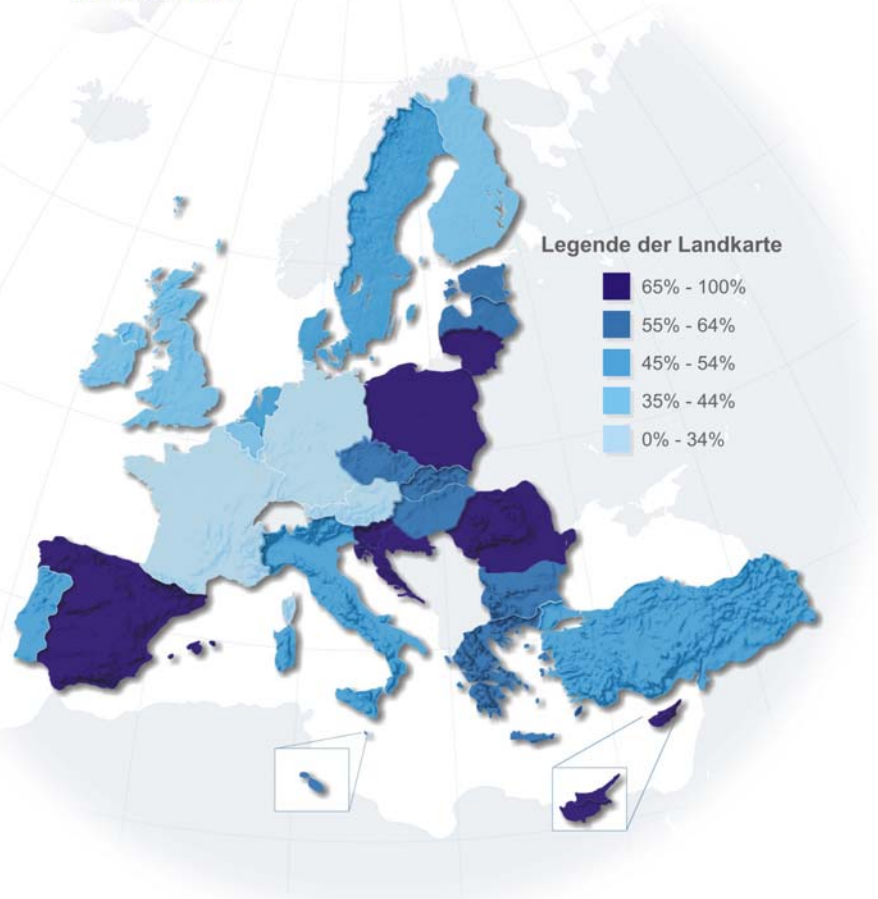 Legende der Landkarte
65% - 100%
55% - 64%
45% - 54%
35% - 44%
0% - 34%